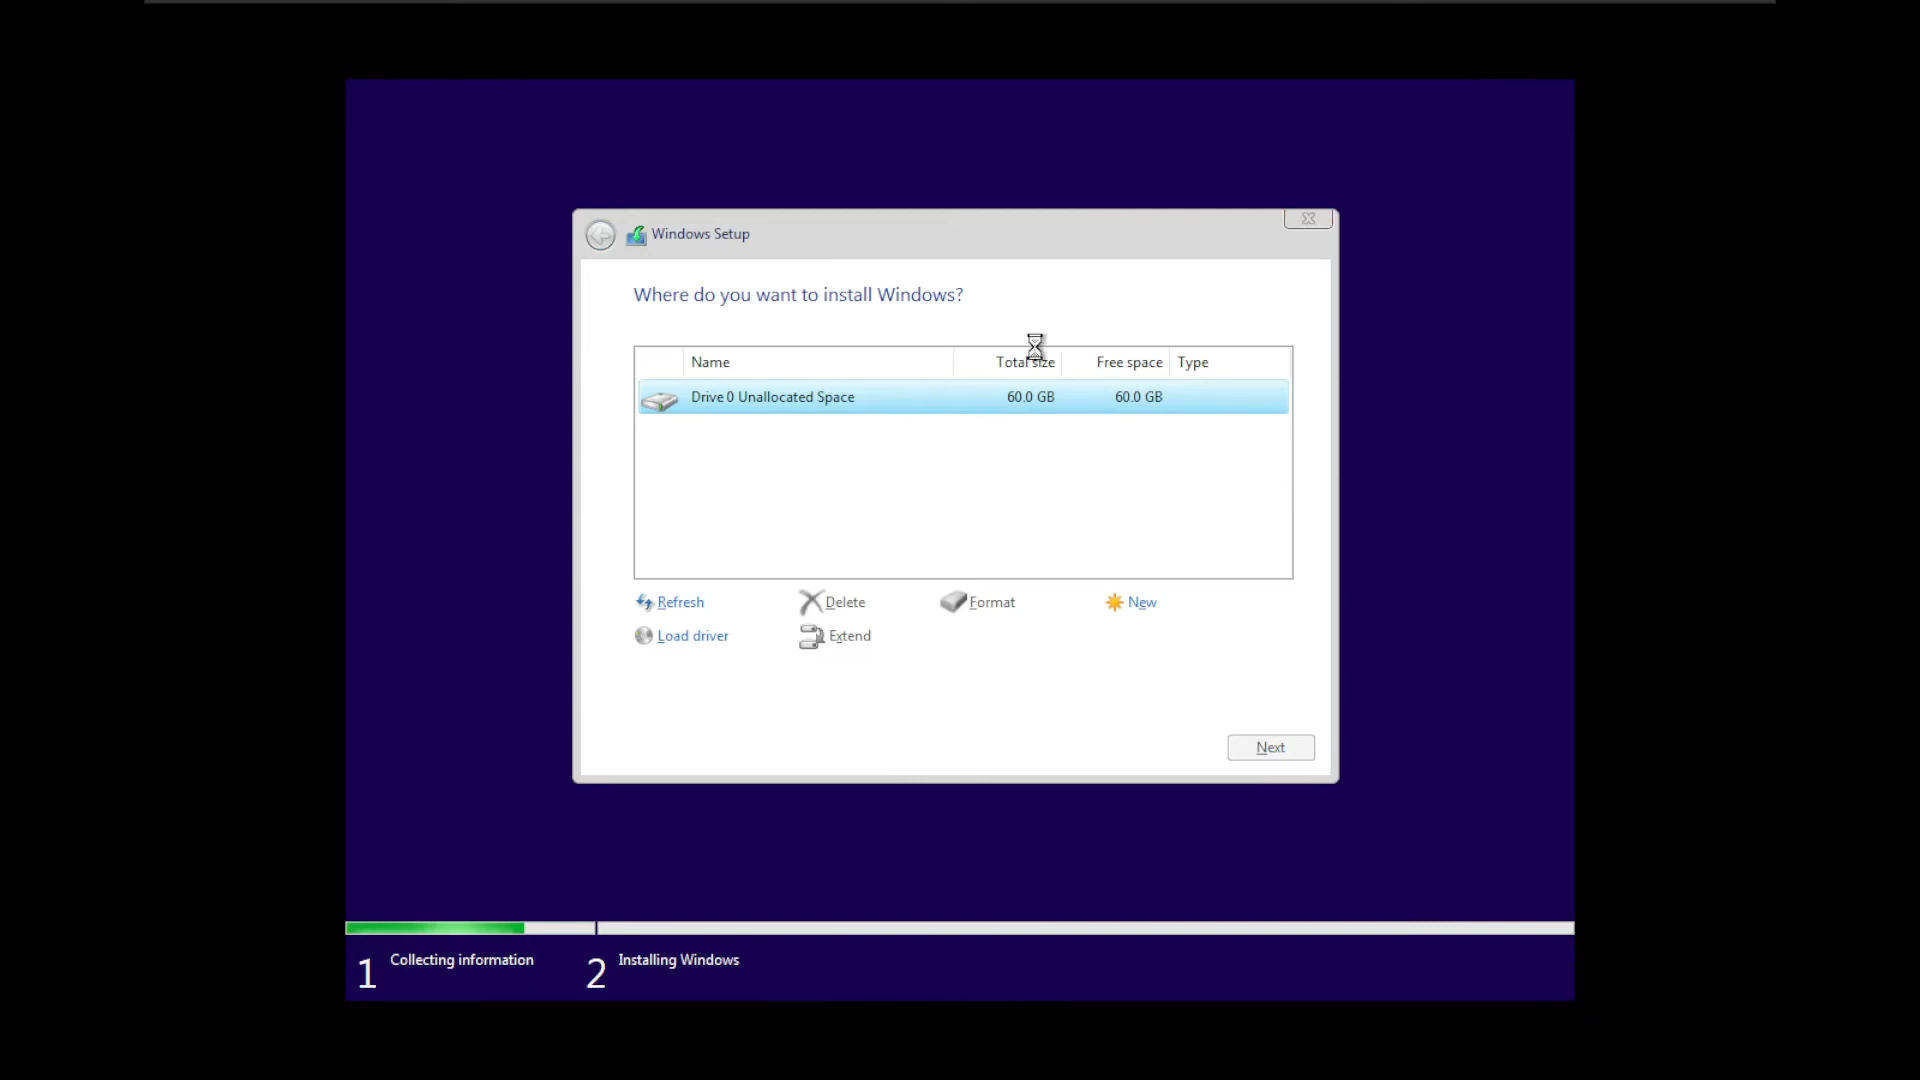 Windows Setup
Where do you want to install Windows?
Name Total size Free space Type
Drive 0 Unallocated Space 60.0 GB 60.0 GB
Refresh Delete Format New
Load driver Extend
Next
1 Collecting information 2 Installing Windows